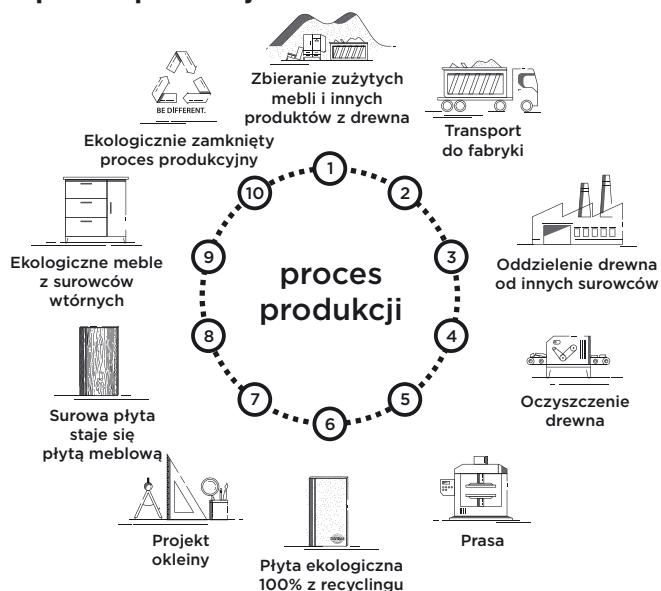 BE DIFFERENT.
Zbieranie zużytych
mebli i innych
produktów z drewna
Transport
do fabryki
Oddzielenie drewna
od innych surowców
Oczyszczenie
drewna
Prasa
Płyta ekologiczna
100% z recyclingu
Projekt
okleiny
Surowa płyta
staje się
płytą meblową
Ekologiczne meble
z surowców
wtórnych
Ekologicznie zamknięty
proces produkcyjny
1
2
3
4
5
6
7
8
9
10
proces
produkcji